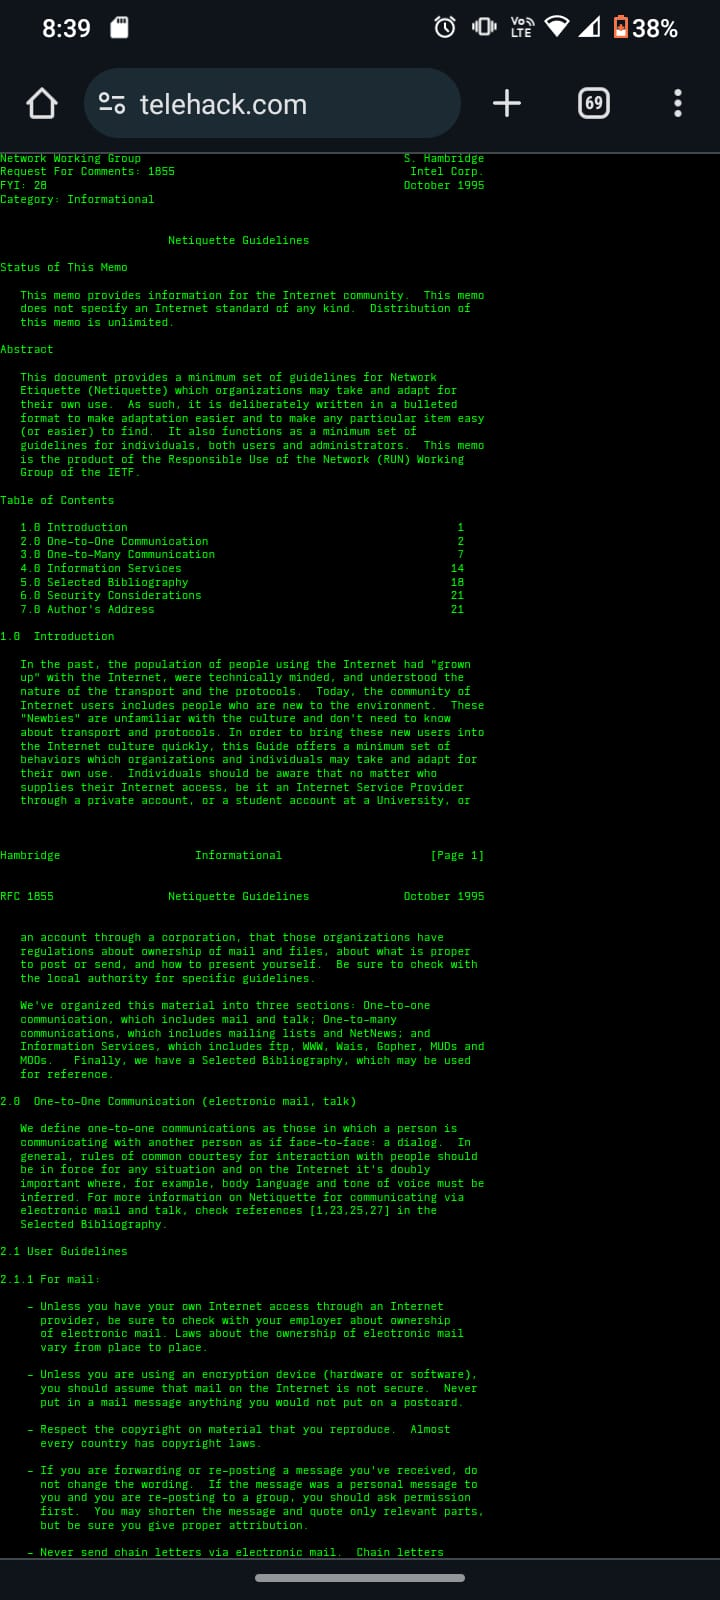 8:39 Vo LTE 38%
telehack.com 69
Network Working Group S. Hambridge
Request For Comments: 1855 Intel Corp.
FYI: 28 October 1995
Category: Informational
Netiquette Guidelines
Status of This Memo
This memo provides information for the Internet community. This memo
does not specify an Internet standard of any kind. Distribution of
this memo is unlimited.
Abstract
This document provides a minimum set of guidelines for Network
Etiquette (Netiquette) which organizations may take and adapt for
their own use. As such, it is deliberately written in a bulleted
format to make adaptation easier and to make any particular item easy
(or easier) to find. It also functions as a minimum set of
guidelines for individuals, both users and administrators. This memo
is the product of the Responsible Use of the Network (RUN) Working
Group of the IETF.
Table of Contents
1.0 Introduction 1
2.0 One-to-One Communication 2
3.0 One-to-Many Communication 7
4.0 Information Services 14
5.0 Selected Bibliography 18
6.0 Security Considerations 21
7.0 Author's Address 21
1.0 Introduction
In the past, the population of people using the Internet had "grown
up" with the Internet, were technically minded, and understood the
nature of the transport and the protocols. Today, the community of
Internet users includes people who are new to the environment. These
"Newbies" are unfamiliar with the culture and don't need to know
about transport and protocols. In order to bring these new users into
the Internet culture quickly, this Guide offers a minimum set of
behaviors which organizations and individuals may take and adapt for
their own use. Individuals should be aware that no matter who
supplies their Internet access, be it an Internet Service Provider
through a private account, or a student account at a University, or
Hambridge Informational [Page 1]
RFC 1855 Netiquette Guidelines October 1995
an account through a corporation, that those organizations have
regulations about ownership of mail and files, about what is proper
to post or send, and how to present yourself. Be sure to check with
the local authority for specific guidelines.
We've organized this material into three sections: One-to-one
communication, which includes mail and talk; One-to-many
communications, which includes mailing lists and NetNews; and
Information Services, which includes ftp, WWW, Wais, Gopher, MUDs and
MOOs. Finally, we have a Selected Bibliography, which may be used
for reference.
2.0 One-to-One Communication (electronic mail, talk)
We define one-to-one communications as those in which a person is
communicating with another person as if face-to-face: a dialog. In
general, rules of common courtesy for interaction with people should
be in force for any situation and on the Internet it's doubly
important where, for example, body language and tone of voice must be
inferred. For more information on Netiquette for communicating via
electronic mail and talk, check references [1,23,25,27] in the
Selected Bibliography.
2.1 User Guidelines
2.1.1 For mail:
- Unless you have your own Internet access through an Internet
provider, be sure to check with your employer about ownership
of electronic mail. Laws about the ownership of electronic mail
vary from place to place.
- Unless you are using an encryption device (hardware or software),
you should assume that mail on the Internet is not secure. Never
put in a mail message anything you would not put on a postcard.
- Respect the copyright on material that you reproduce. Almost
every country has copyright laws.
- If you are forwarding or re-posting a message you've received, do
not change the wording. If the message was a personal message to
you and you are re-posting to a group, you should ask permission
first. You may shorten the message and quote only relevant parts,
but be sure you give proper attribution.
- Never send chain letters via electronic mail. Chain letters